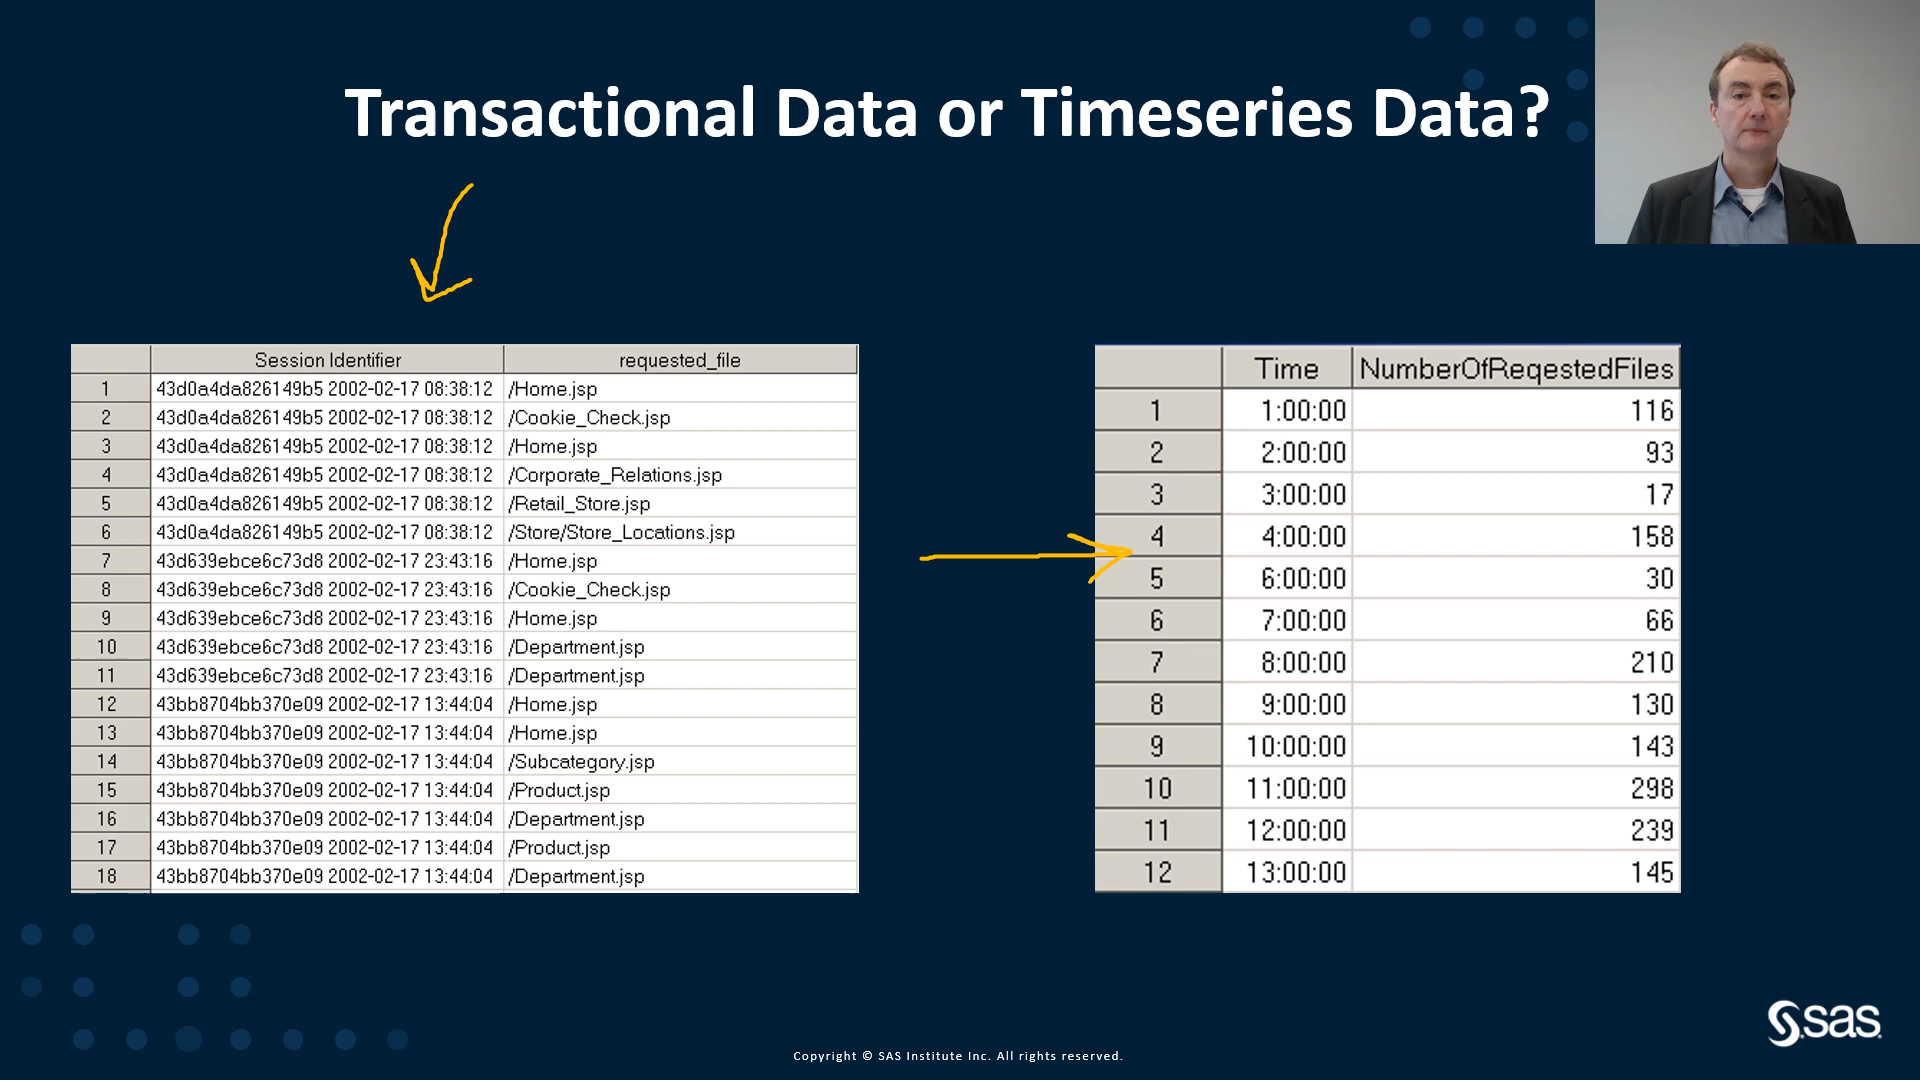 Transactional Data or Timeseries Data?
Session Identifier requested_file
1 43d0a4da826149b5 2002-02-17 08:38:12 /Home.jsp
2 43d0a4da826149b5 2002-02-17 08:38:12 /Cookie_Check.jsp
3 43d0a4da826149b5 2002-02-17 08:38:12 /Home.jsp
4 43d0a4da826149b5 2002-02-17 08:38:12 /Corporate_Relations.jsp
5 43d0a4da826149b5 2002-02-17 08:38:12 /Retail_Store.jsp
6 43d0a4da826149b5 2002-02-17 08:38:12 /Store/Store_Locations.jsp
7 43d639ebce6c73d8 2002-02-17 23:43:16 /Home.jsp
8 43d639ebce6c73d8 2002-02-17 23:43:16 /Cookie_Check.jsp
9 43d639ebce6c73d8 2002-02-17 23:43:16 /Home.jsp
10 43d639ebce6c73d8 2002-02-17 23:43:16 /Department.jsp
11 43d639ebce6c73d8 2002-02-17 23:43:16 /Department.jsp
12 43bb8704bb370e09 2002-02-17 13:44:04 /Home.jsp
13 43bb8704bb370e09 2002-02-17 13:44:04 /Home.jsp
14 43bb8704bb370e09 2002-02-17 13:44:04 /Subcategory.jsp
15 43bb8704bb370e09 2002-02-17 13:44:04 /Product.jsp
16 43bb8704bb370e09 2002-02-17 13:44:04 /Department.jsp
17 43bb8704bb370e09 2002-02-17 13:44:04 /Product.jsp
18 43bb8704bb370e09 2002-02-17 13:44:04 /Department.jsp
Time NumberOfReqestedFiles
1 1:00:00 116
2 2:00:00 93
3 3:00:00 17
4 4:00:00 158
5 6:00:00 30
6 7:00:00 66
7 8:00:00 210
8 9:00:00 130
9 10:00:00 143
10 11:00:00 298
11 12:00:00 239
12 13:00:00 145
sas
Copyright © SAS Institute Inc. All rights reserved.